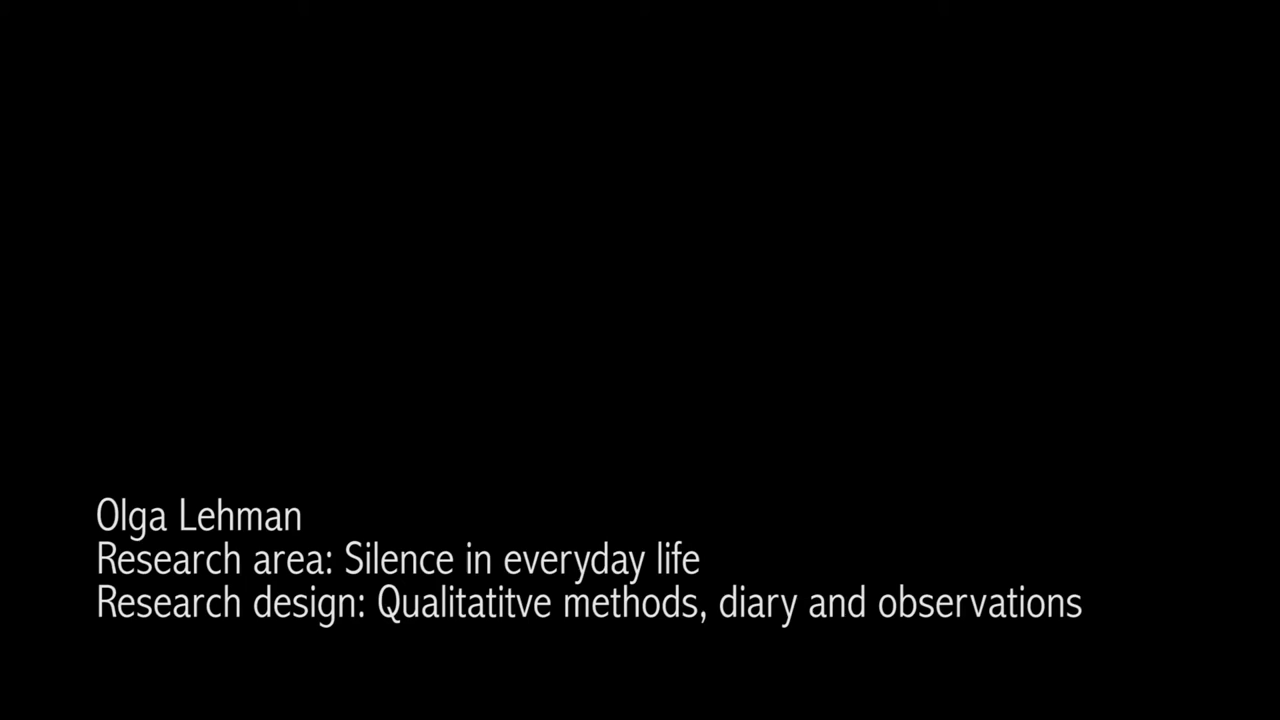 Olga Lehman
Research area: Silence in everyday life
Research design: Qualitatitve methods, diary and observations